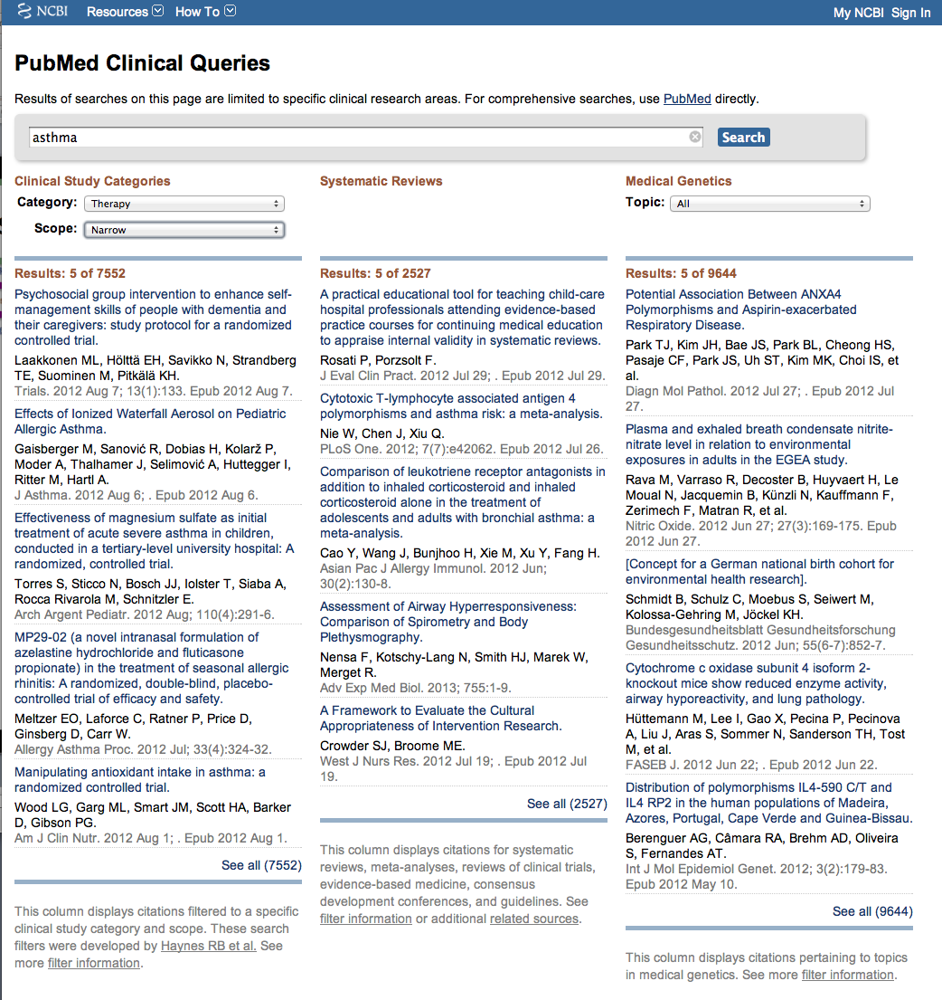 NCBI Resources How To My NCBI Sign In
PubMed Clinical Queries
Results of searches on this page are limited to specific clinical research areas. For comprehensive searches, use PubMed directly.
asthma
Search
Clinical Study Categories
Category: Therapy
Scope: Narrow
Results: 5 of 7552
Psychosocial group intervention to enhance self-
management skills of people with dementia and
their caregivers: study protocol for a randomized
controlled trial.
Laakkonen ML, Hölttä EH, Savikko N, Strandberg
TE, Suominen M, Pitkälä KH.
Trials. 2012 Aug 7; 13(1):133. Epub 2012 Aug 7.
Effects of Ionized Waterfall Aerosol on Pediatric
Allergic Asthma.
Gaisberger M, Sanović R, Dobias H, Kolarž P,
Moder A, Thalhamer J, Selimović A, Huttegger I,
Ritter M, Hartl A.
J Asthma. 2012 Aug 6; . Epub 2012 Aug 6.
Effectiveness of magnesium sulfate as initial
treatment of acute severe asthma in children,
conducted in a tertiary-level university hospital: A
randomized, controlled trial.
Torres S, Sticco N, Bosch JJ, Iolster T, Siaba A,
Rocca Rivarola M, Schnitzler E.
Arch Argent Pediatr. 2012 Aug; 110(4):291-6.
MP29-02 (a novel intranasal formulation of
azelastine hydrochloride and fluticasone
propionate) in the treatment of seasonal allergic
rhinitis: A randomized, double-blind, placebo-
controlled trial of efficacy and safety.
Meltzer EO, Laforce C, Ratner P, Price D,
Ginsberg D, Carr W.
Allergy Asthma Proc. 2012 Jul; 33(4):324-32.
Manipulating antioxidant intake in asthma: a
randomized controlled trial.
Wood LG, Garg ML, Smart JM, Scott HA, Barker
D, Gibson PG.
Am J Clin Nutr. 2012 Aug 1; . Epub 2012 Aug 1.
See all (7552)
This column displays citations filtered to a specific
clinical study category and scope. These search
filters were developed by Haynes RB et al. See
more filter information.
Systematic Reviews
Results: 5 of 2527
A practical educational tool for teaching child-care
hospital professionals attending evidence-based
practice courses for continuing medical education
to appraise internal validity in systematic reviews.
Rosati P, Porzsolt F.
J Eval Clin Pract. 2012 Jul 29; . Epub 2012 Jul 29.
Cytotoxic T-lymphocyte associated antigen 4
polymorphisms and asthma risk: a meta-analysis.
Nie W, Chen J, Xiu Q.
PLoS One. 2012; 7(7):e42062. Epub 2012 Jul 26.
Comparison of leukotriene receptor antagonists in
addition to inhaled corticosteroid and inhaled
corticosteroid alone in the treatment of
adolescents and adults with bronchial asthma: a
meta-analysis.
Cao Y, Wang J, Bunjhoo H, Xie M, Xu Y, Fang H.
Asian Pac J Allergy Immunol. 2012 Jun;
30(2):130-8.
Assessment of Airway Hyperresponsiveness:
Comparison of Spirometry and Body
Plethysmography.
Nensa F, Kotschy-Lang N, Smith HJ, Marek W,
Merget R.
Adv Exp Med Biol. 2013; 755:1-9.
A Framework to Evaluate the Cultural
Appropriateness of Intervention Research.
Crowder SJ, Broome ME.
West J Nurs Res. 2012 Jul 19; . Epub 2012 Jul
19.
See all (2527)
This column displays citations for systematic
reviews, meta-analyses, reviews of clinical trials,
evidence-based medicine, consensus
development conferences, and guidelines. See
filter information or additional related sources.
Medical Genetics
Topic: All
Results: 5 of 9644
Potential Association Between ANXA4
Polymorphisms and Aspirin-exacerbated
Respiratory Disease.
Park TJ, Kim JH, Bae JS, Park BL, Cheong HS,
Pasaje CF, Park JS, Uh ST, Kim MK, Choi IS, et
al.
Diagn Mol Pathol. 2012 Jul 27; . Epub 2012 Jul
27.
Plasma and exhaled breath condensate nitrite-
nitrate level in relation to environmental
exposures in adults in the EGEA study.
Rava M, Varraso R, Decoster B, Huyvaert H, Le
Moual N, Jacquemin B, Künzli N, Kauffmann F,
Zerimech F, Matran R, et al.
Nitric Oxide. 2012 Jun 27; 27(3):169-175. Epub
2012 Jun 27.
[Concept for a German national birth cohort for
environmental health research].
Schmidt B, Schulz C, Moebus S, Seiwert M,
Kolossa-Gehring M, Jöckel KH.
Bundesgesundheitsblatt Gesundheitsforschung
Gesundheitsschutz. 2012 Jun; 55(6-7):852-7.
Cytochrome c oxidase subunit 4 isoform 2-
knockout mice show reduced enzyme activity,
airway hyporeactivity, and lung pathology.
Hüttemann M, Lee I, Gao X, Pecina P, Pecinova
A, Liu J, Aras S, Sommer N, Sanderson TH, Tost
M, et al.
FASEB J. 2012 Jun 22; . Epub 2012 Jun 22.
Distribution of polymorphisms IL4-590 C/T and
IL4 RP2 in the human populations of Madeira,
Azores, Portugal, Cape Verde and Guinea-Bissau.
Berenguer AG, Câmara RA, Brehm AD, Oliveira
S, Fernandes AT.
Int J Mol Epidemiol Genet. 2012; 3(2):179-83.
Epub 2012 May 10.
See all (9644)
This column displays citations pertaining to topics
in medical genetics. See more filter information.